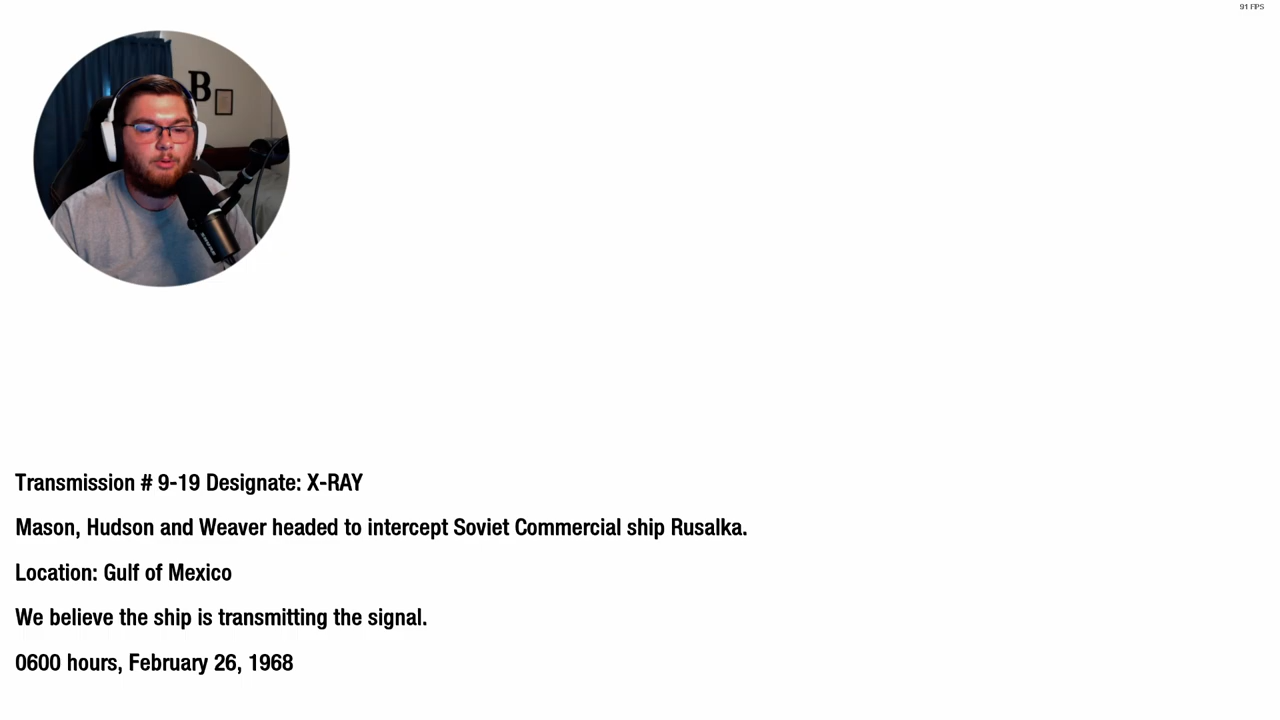 91 FPS
B
Transmission # 9-19 Designate: X-RAY
Mason, Hudson and Weaver headed to intercept Soviet Commercial ship Rusalka.
Location: Gulf of Mexico
We believe the ship is transmitting the signal.
0600 hours, February 26, 1968